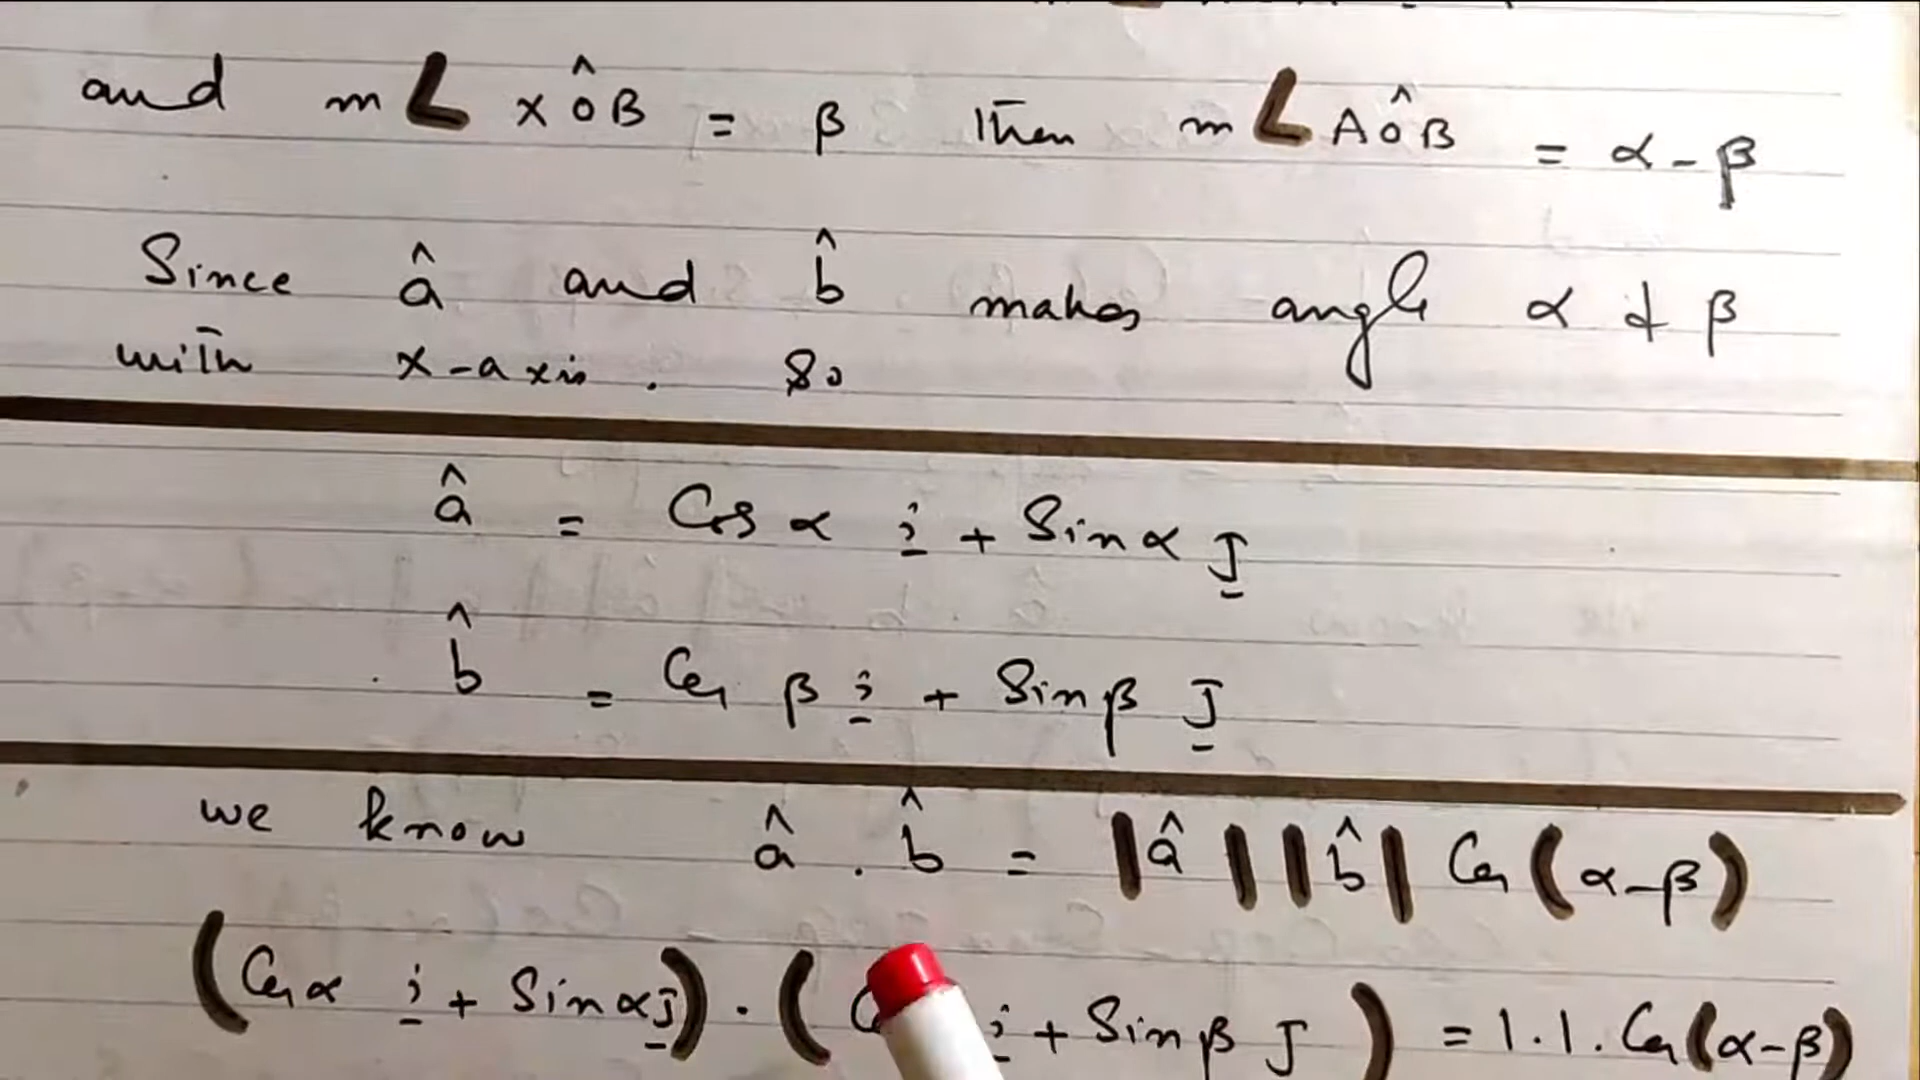 and m∠ XÔB = β then m∠ AÔB = α - β
Since â and b̂ makes angle α & β
with x-axis. So
â = Cos α i + Sin α J
b̂ = Cos β i + Sin β J
we know â . b̂ = |â| |b̂| Cos (α - β)
(Cos α i + Sin α J) . ( i + Sin β J ) = 1 . 1 . Cos (α - β)